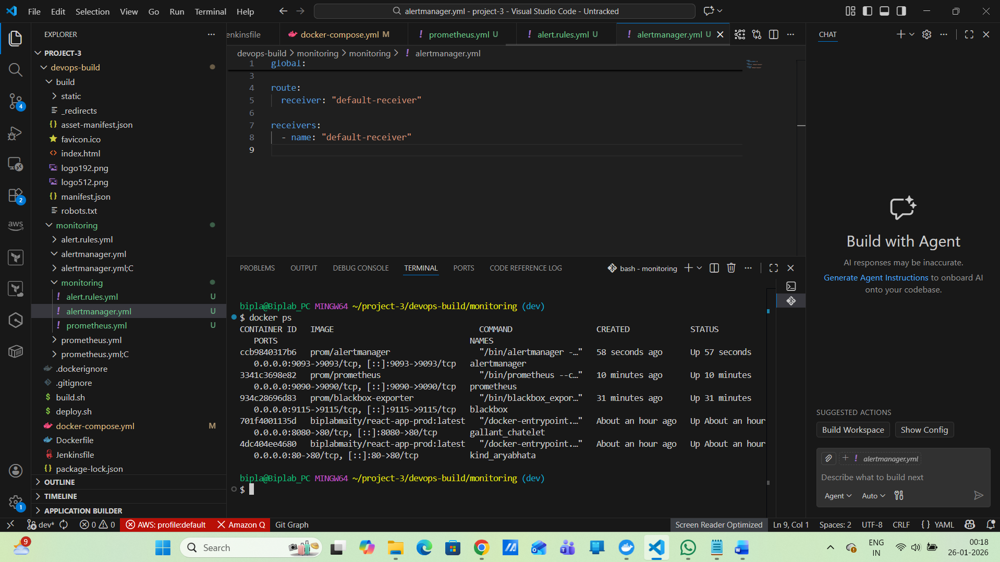 File Edit Selection View Go Run Terminal Help
alertmanager.yml - project-3 - Visual Studio Code - Untracked
EXPLORER
PROJECT-3
devops-build
build
static
_redirects
asset-manifest.json
favicon.ico
index.html
logo192.png
logo512.png
manifest.json
robots.txt
monitoring
alert.rules.yml
alertmanager.yml
alertmanager.yml;C
monitoring
alert.rules.yml U
alertmanager.yml U
prometheus.yml U
prometheus.yml
prometheus.yml;C
.dockerignore
.gitignore
build.sh
deploy.sh
docker-compose.yml M
Dockerfile
Jenkinsfile
package-lock.json
OUTLINE
TIMELINE
APPLICATION BUILDER
4
2
aws
1
enkinsfile docker-compose.yml M prometheus.yml U alert.rules.yml U alertmanager.yml U
devops-build > monitoring > monitoring > ! alertmanager.yml
1 global:
3
4 route:
5 receiver: "default-receiver"
6
7 receivers:
8 - name: "default-receiver"
9
PROBLEMS OUTPUT DEBUG CONSOLE TERMINAL PORTS CODE REFERENCE LOG
bash - monitoring
bipla@Biplab_PC MINGW64 ~/project-3/devops-build/monitoring (dev)
$ docker ps
CONTAINER ID IMAGE COMMAND CREATED STATUS
PORTS NAMES
ccb9840317b6 prom/alertmanager "/bin/alertmanager -…" 58 seconds ago Up 57 seconds
0.0.0.0:9093->9093/tcp, [::]:9093->9093/tcp alertmanager
3341c3698e82 prom/prometheus "/bin/prometheus --c…" 10 minutes ago Up 10 minutes
0.0.0.0:9090->9090/tcp, [::]:9090->9090/tcp prometheus
934c28696d83 prom/blackbox-exporter "/bin/blackbox_expor…" 31 minutes ago Up 31 minutes
0.0.0.0:9115->9115/tcp, [::]:9115->9115/tcp blackbox
701f4001135d biplabmaity/react-app-prod:latest "/docker-entrypoint.…" About an hour ago Up About an hour
0.0.0.0:8080->80/tcp, [::]:8080->80/tcp gallant_chatelet
4dc404ee4680 biplabmaity/react-app-prod:latest "/docker-entrypoint.…" About an hour ago Up About an hour
0.0.0.0:80->80/tcp, [::]:80->80/tcp kind_aryabhata
bipla@Biplab_PC MINGW64 ~/project-3/devops-build/monitoring (dev)
$
CHAT
Build with Agent
AI responses may be inaccurate.
Generate Agent Instructions to onboard AI
onto your codebase.
SUGGESTED ACTIONS
Build Workspace Show Config
+ ! alertmanager.yml
Describe what to build next
Agent Auto
dev* 0 0 AWS: profile:default Amazon Q Git Graph Screen Reader Optimized Ln 9, Col 1 Spaces: 2 UTF-8 CRLF {} YAML
9
Search
ENG
IN
00:18
26-01-2026